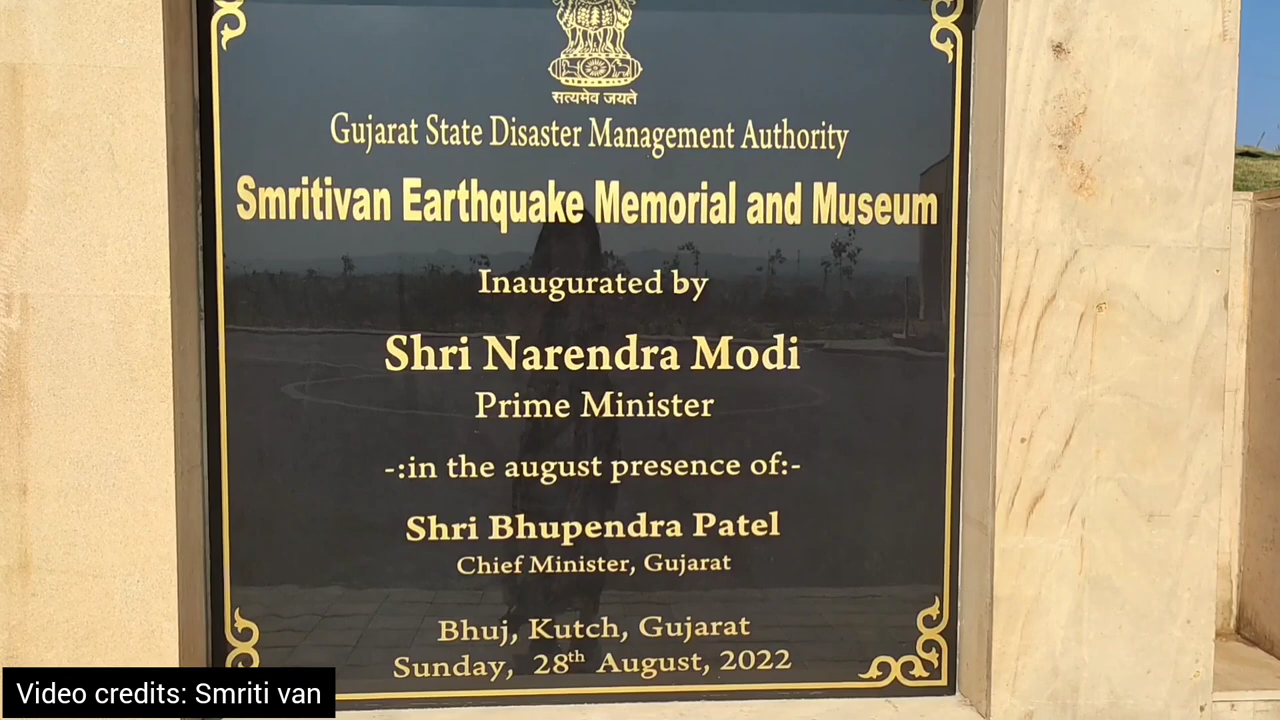 सत्यमेव जयते
Gujarat State Disaster Management Authority
Smritivan Earthquake Memorial and Museum
Inaugurated by
Shri Narendra Modi
Prime Minister
-:in the august presence of:-
Shri Bhupendra Patel
Chief Minister, Gujarat
Bhuj, Kutch, Gujarat
Sunday, 28th August, 2022
Video credits: Smriti van